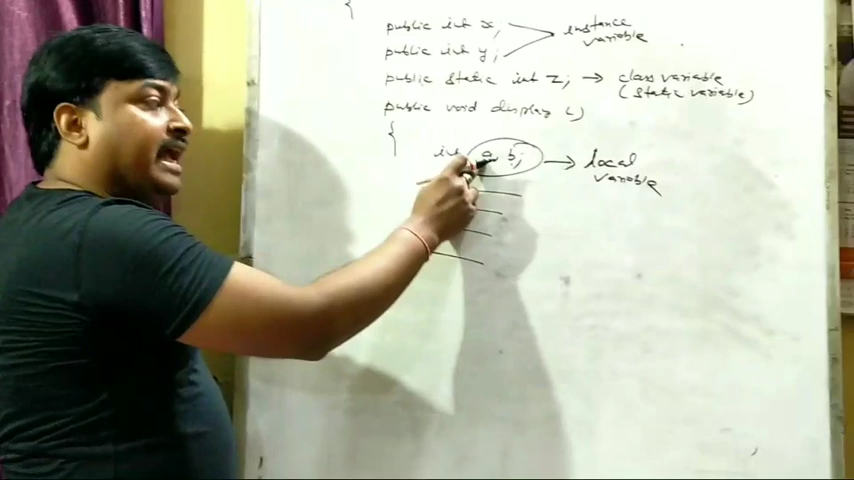 {
public int x;
public int y;
instance
variable
public static int z; → class variable
(static variable)
public void display ()
{
int a, b; → local
variable